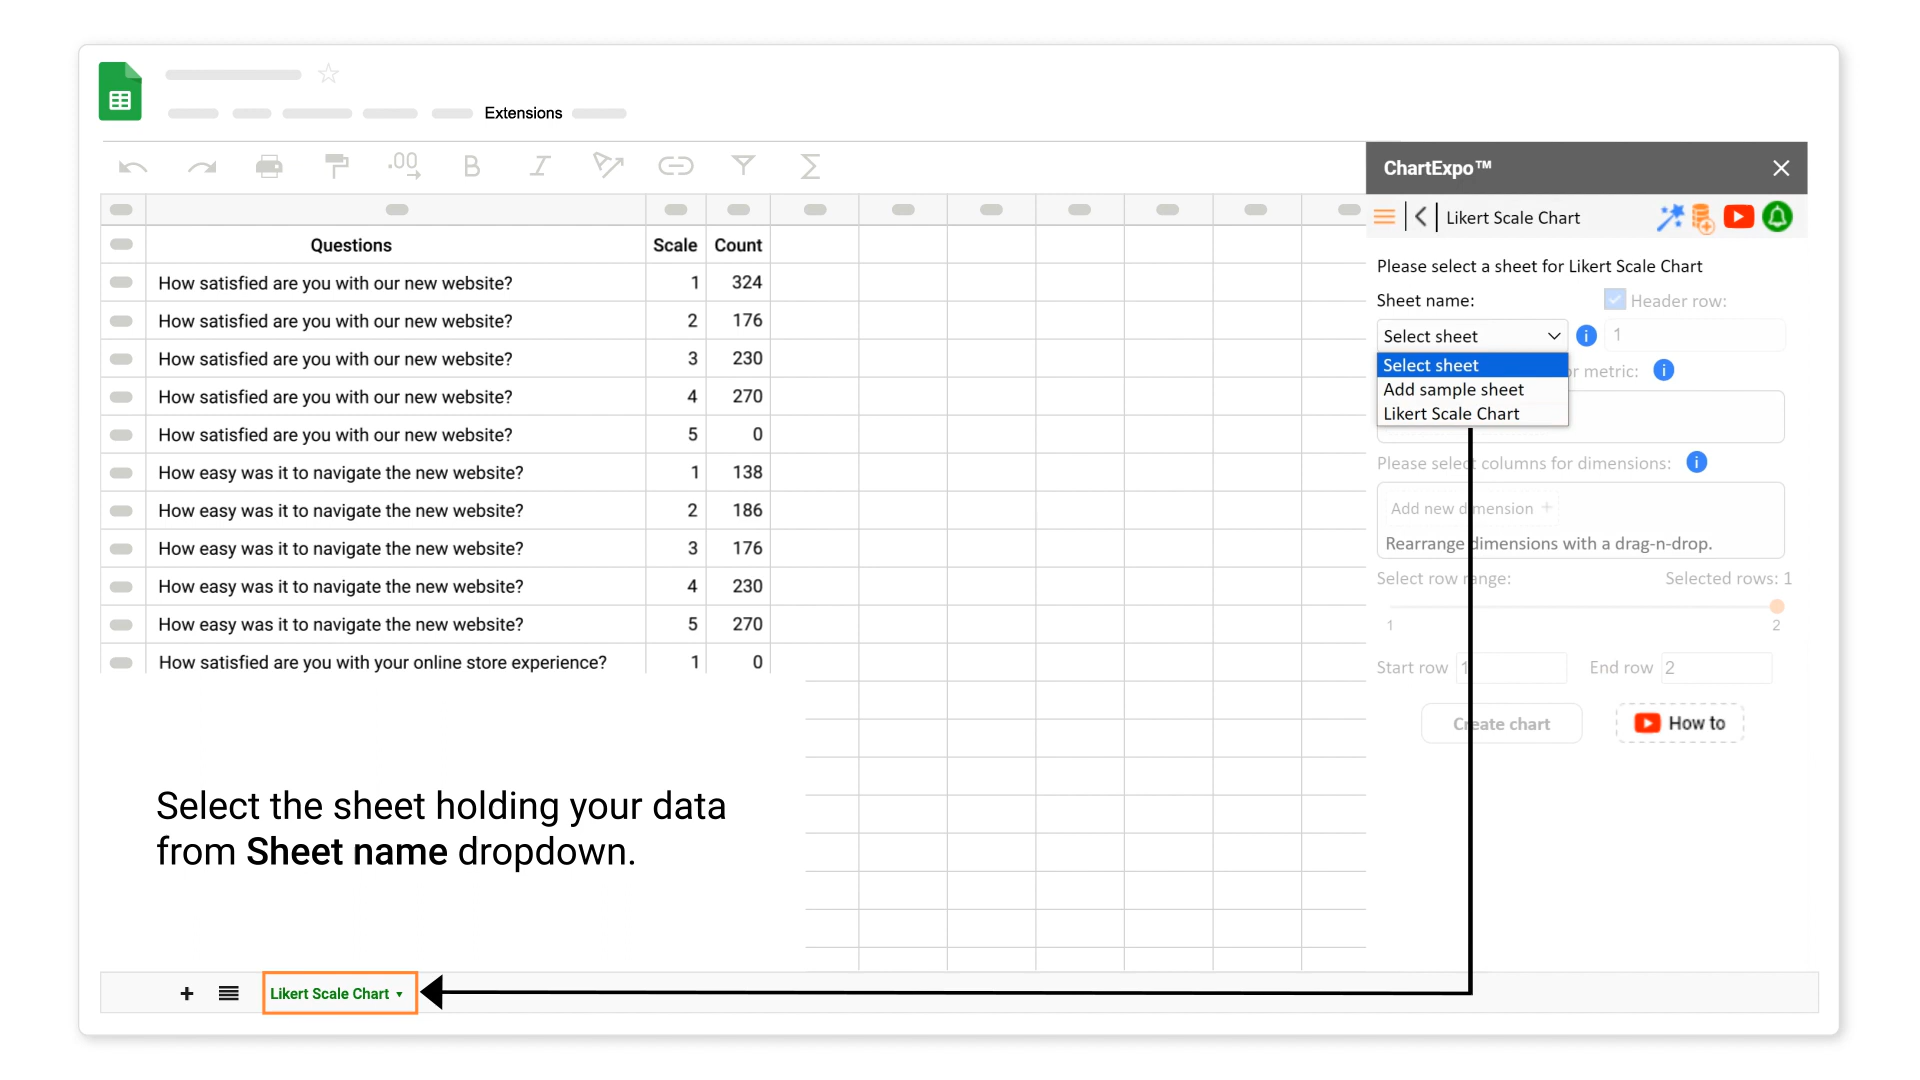 Extensions
.00
B
I
Σ
ChartExpo™
Likert Scale Chart
Please select a sheet for Likert Scale Chart
Sheet name:
Header row:
Select sheet
1
Select sheet
Add sample sheet
Likert Scale Chart
r metric:
Please select columns for dimensions:
Add new dimension +
Rearrange dimensions with a drag-n-drop.
Select row range:
Selected rows: 1
1
2
Start row 1
End row 2
Create chart
How to
Questions Scale Count
How satisfied are you with our new website? 1 324
How satisfied are you with our new website? 2 176
How satisfied are you with our new website? 3 230
How satisfied are you with our new website? 4 270
How satisfied are you with our new website? 5 0
How easy was it to navigate the new website? 1 138
How easy was it to navigate the new website? 2 186
How easy was it to navigate the new website? 3 176
How easy was it to navigate the new website? 4 230
How easy was it to navigate the new website? 5 270
How satisfied are you with your online store experience? 1 0
Select the sheet holding your data
from Sheet name dropdown.
Likert Scale Chart